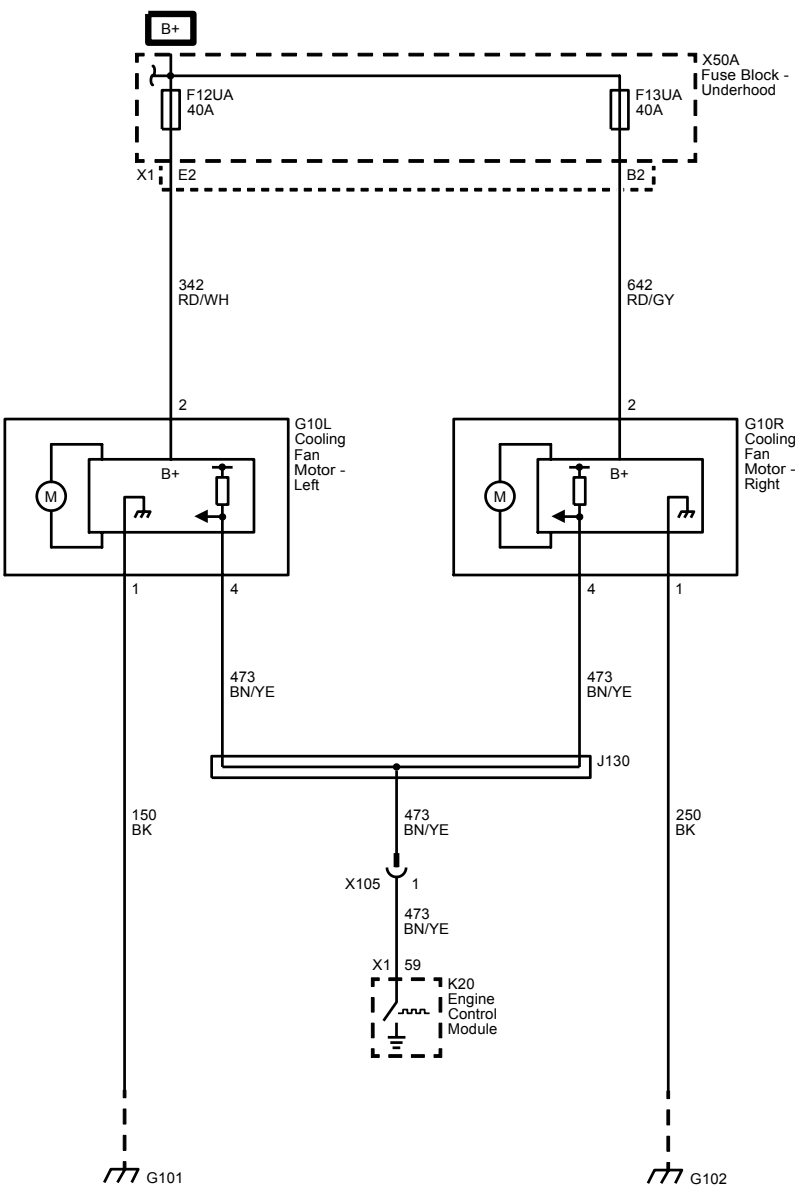 B+
X50A
Fuse Block -
Underhood
F12UA
40A
F13UA
40A
X1
E2
B2
342
RD/WH
642
RD/GY
2
2
G10L
Cooling
Fan
Motor -
Left
G10R
Cooling
Fan
Motor -
Right
B+
M
B+
M
1
4
4
1
473
BN/YE
473
BN/YE
J130
150
BK
473
BN/YE
250
BK
X105
1
473
BN/YE
X1
59
K20
Engine
Control
Module
G101
G102